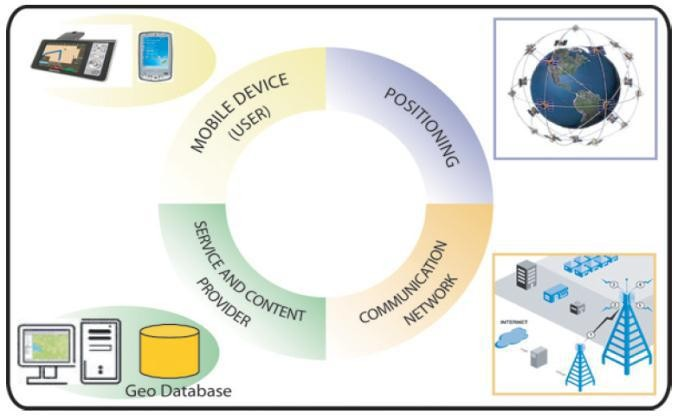 MOBILE DEVICE
(USER)
POSITIONING
SERVICE AND CONTENT
PROVIDER
COMMUNICATION
NETWORK
INTERNET
Geo Database